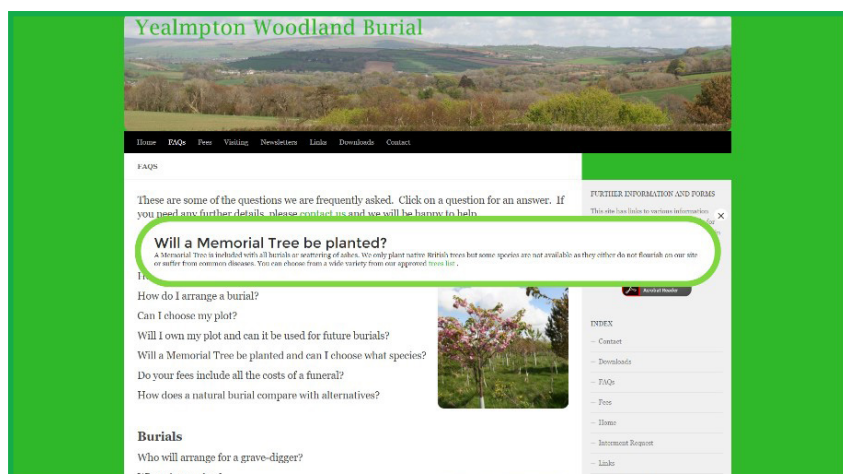 Yealmpton Woodland Burial
Home FAQs Fees Visiting Newsletters Links Downloads Contact
FAQS
These are some of the questions we are frequently asked. Click on a question for an answer. If
you need any further details, please contact us and we will be happy to help.
Will a Memorial Tree be planted?
A Memorial Tree is included with all burials or scattering of ashes. We only plant native British trees but some species are not available as they either do not flourish on our site
or suffer from common diseases. You can choose from a wide variety from our approved trees list .
How do I arrange a burial?
Can I choose my plot?
Will I own my plot and can it be used for future burials?
Will a Memorial Tree be planted and can I choose what species?
Do your fees include all the costs of a funeral?
How does a natural burial compare with alternatives?
Burials
Who will arrange for a grave-digger?
FURTHER INFORMATION AND FORMS
This site has links to various information
for
×
Acrobat Reader
INDEX
— Contact
— Downloads
— FAQs
— Fees
— Home
— Interment Request
— Links